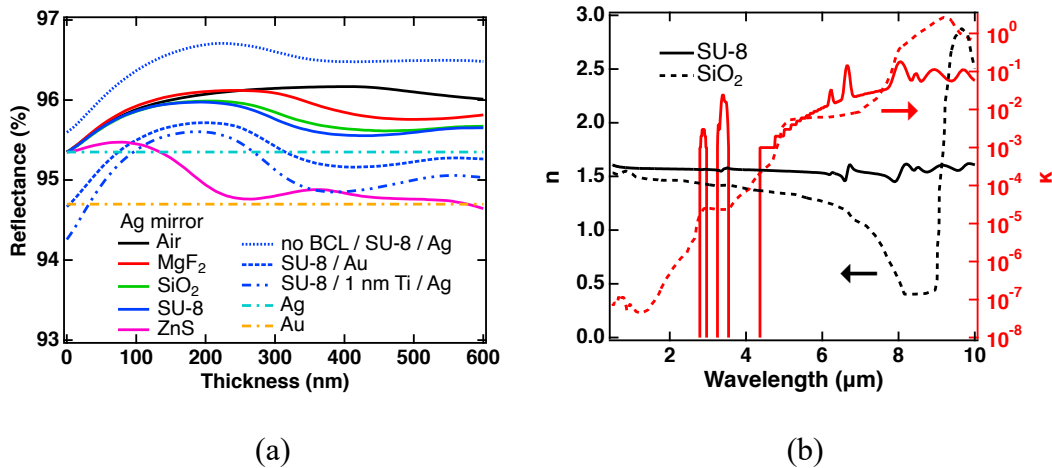 (a)
97
96
95
94
93
Reflectance (%)
Ag mirror
Air
MgF₂
SiO₂
SU-8
ZnS
no BCL / SU-8 / Ag
SU-8 / Au
SU-8 / 1 nm Ti / Ag
Ag
Au
0 100 200 300 400 500 600
Thickness (nm)
(b)
3.0
2.5
2.0
1.5
1.0
0.5
0.0
n
SU-8
SiO₂
10⁰
10⁻¹
10⁻²
10⁻³
10⁻⁴
10⁻⁵
10⁻⁶
10⁻⁷
10⁻⁸
κ
2 4 6 8 10
Wavelength (µm)
(a)
(b)